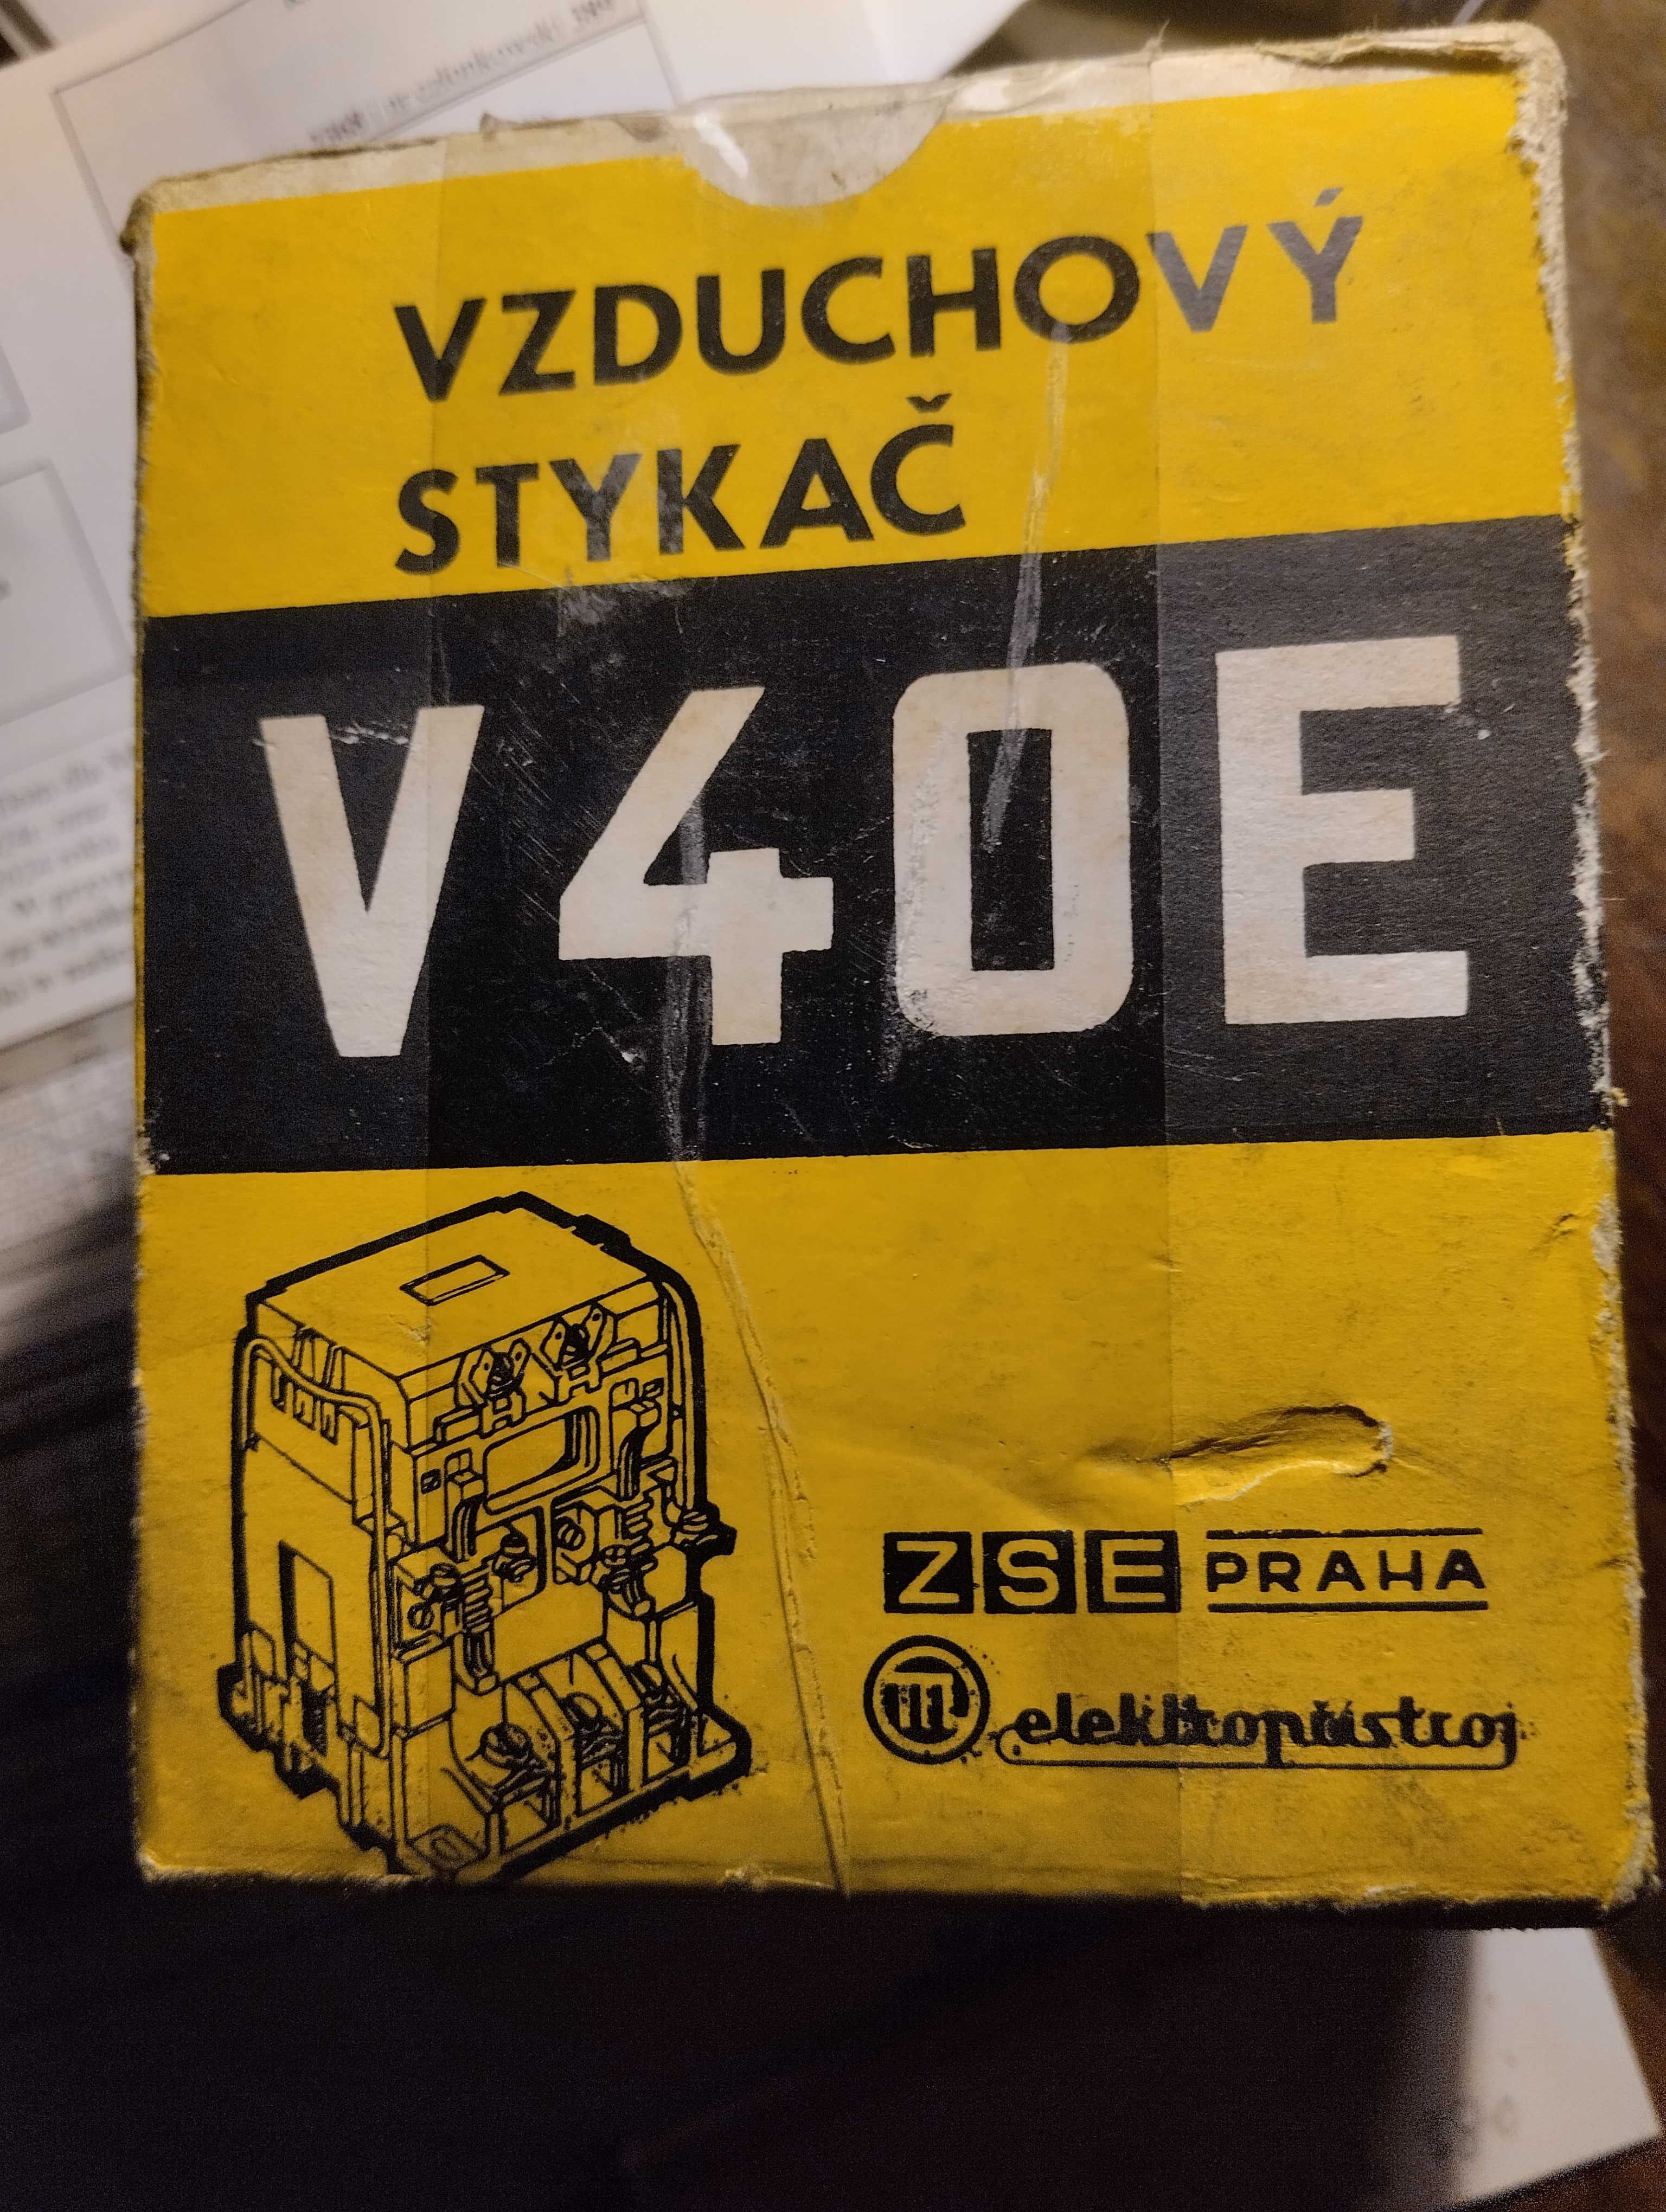 VZDUCHOVÝ
STYKAČ
V40E
ZSE PRAHA
elektropřístroj